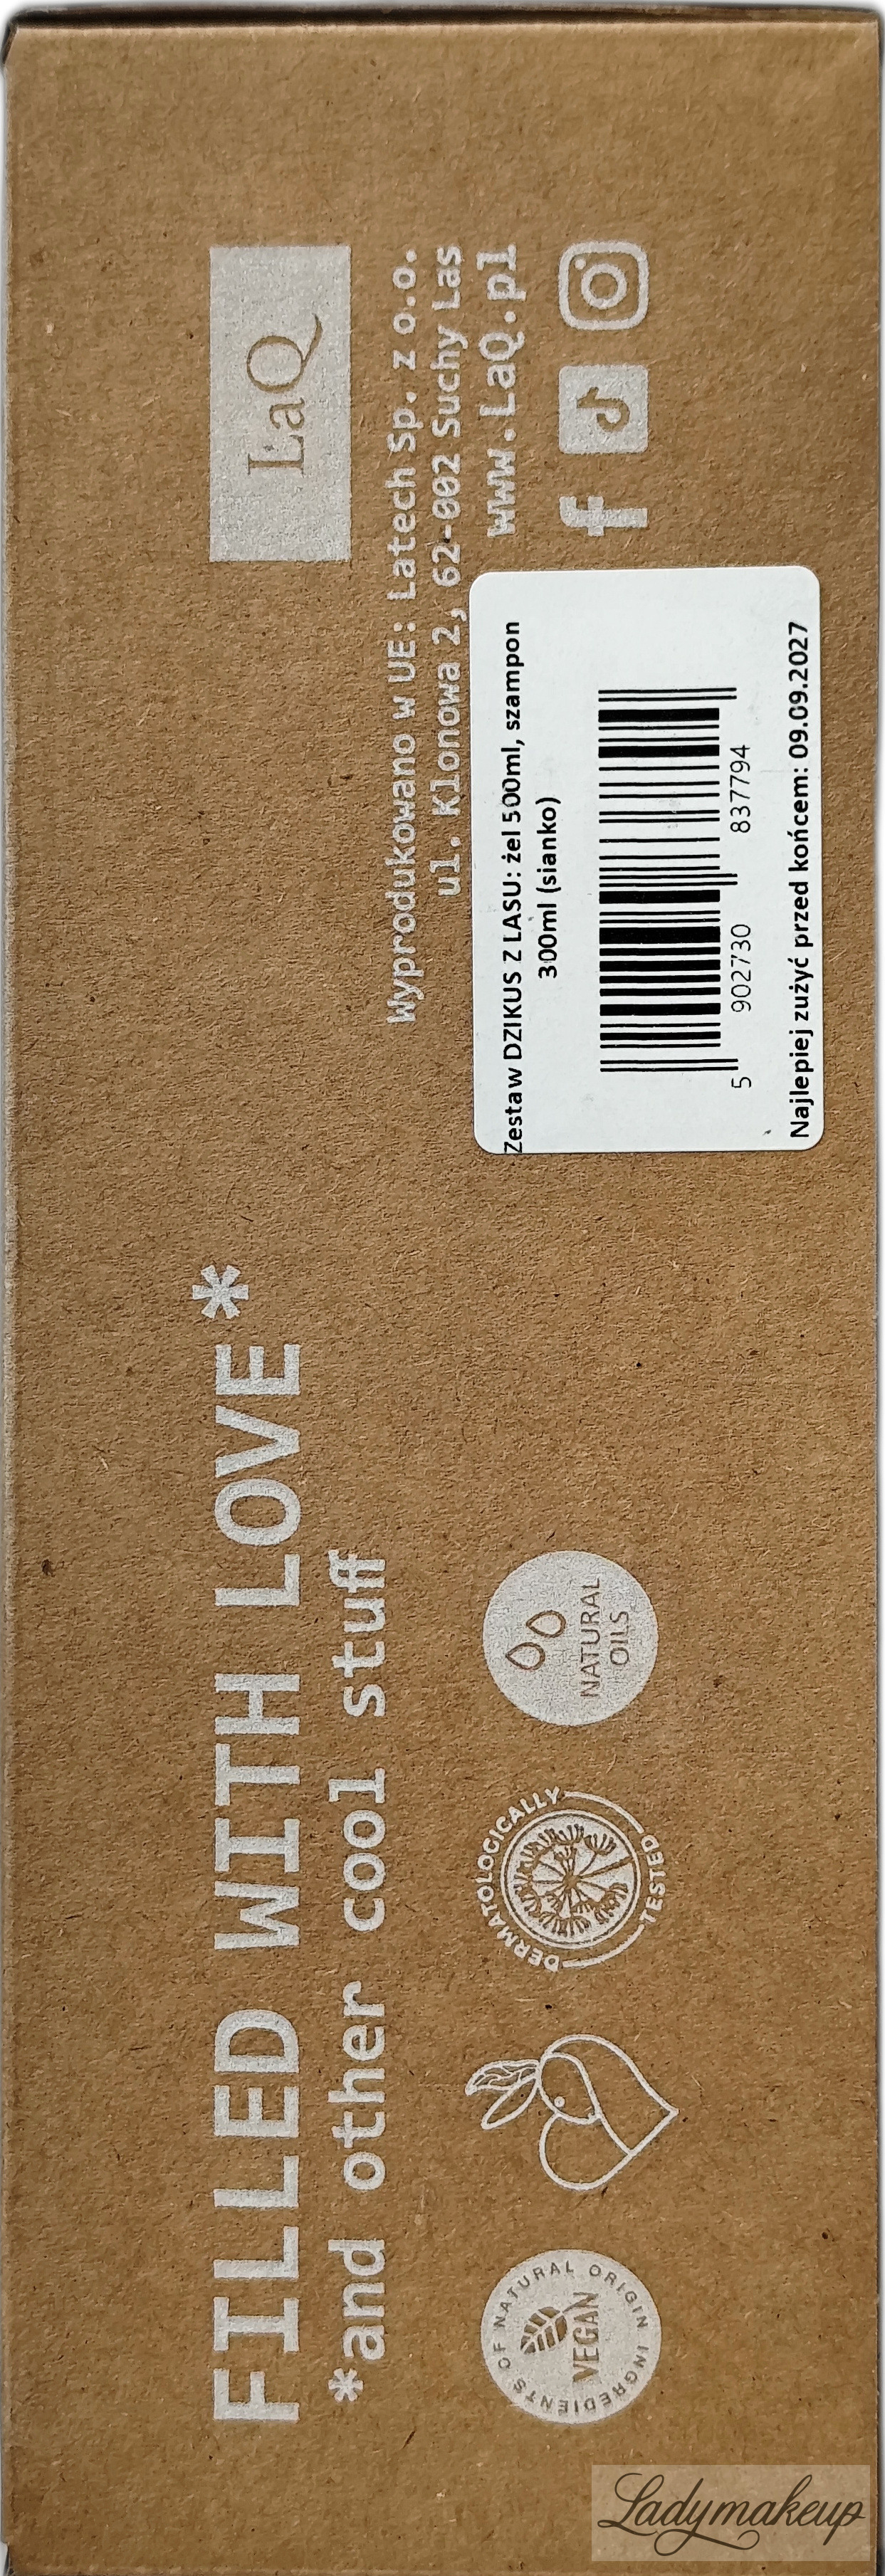 FILLED WITH LOVE*
*and other cool stuff
INGREDIENTS OF NATURAL ORIGIN
VEGAN
DERMATOLOGICALLY
TESTED
NATURAL
OILS
LaQ
Wyprodukowano w UE: Latech Sp. z o.o.
ul. Klonowa 2, 62-002 Suchy Las
www.LaQ.pl
Zestaw DZIKUS Z LASU: żel 500ml, szampon
300ml (sianko)
5 902730 837794
Najlepiej zużyć przed końcem: 09.09.2027
Ladymakeup